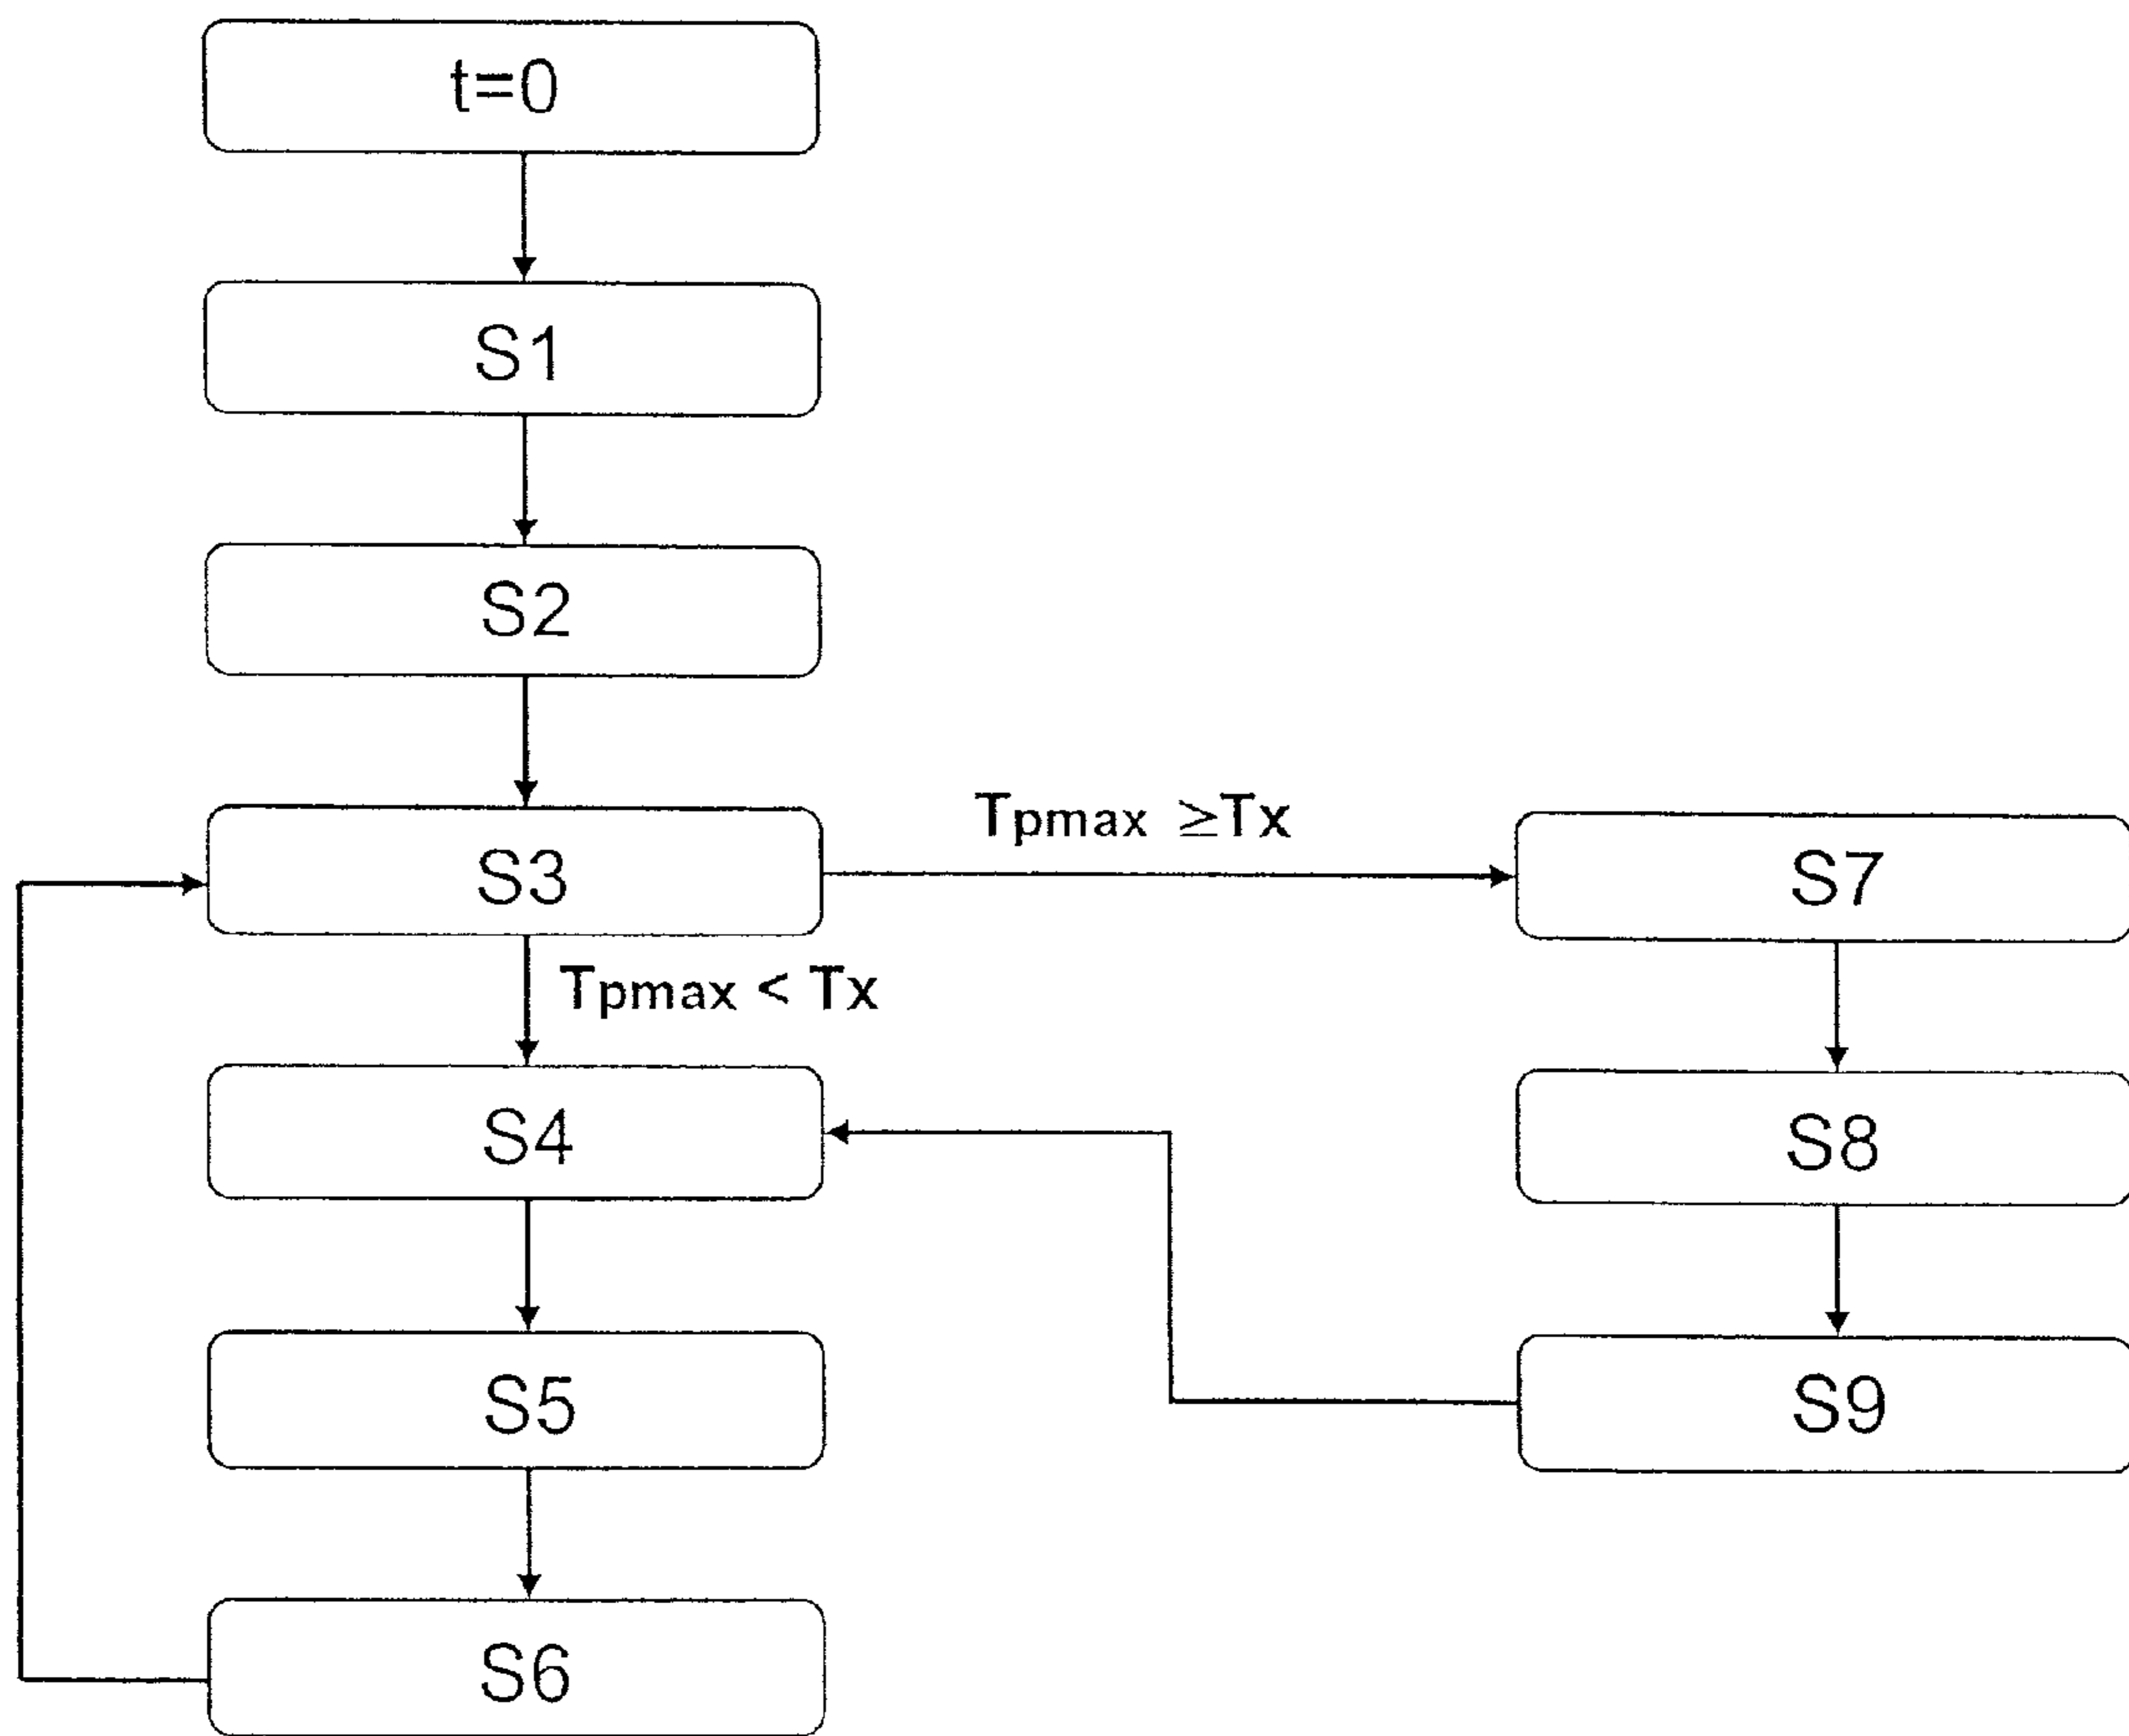 t=0
S1
S2
Tpmax ≥Tx
S3
S7
Tpmax < Tx
S4
S8
S5
S9
S6